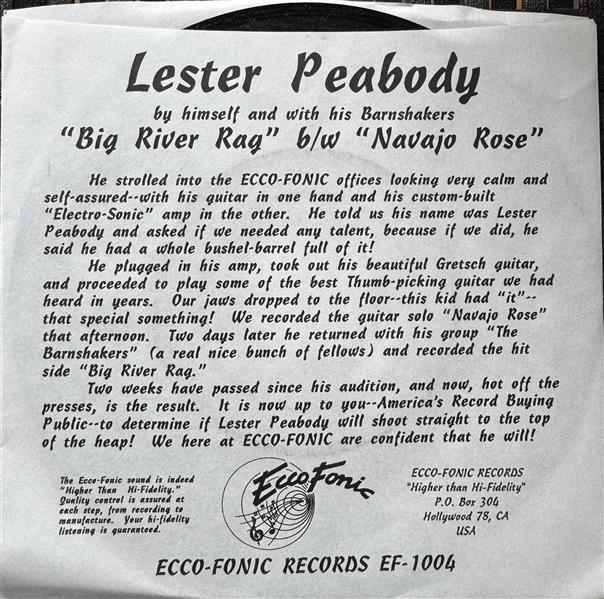 Lester Peabody
by himself and with his Barnshakers
"Big River Rag" b/w "Navajo Rose"
He strolled into the ECCO-FONIC offices looking very calm and
self-assured--with his guitar in one hand and his custom-built
"Electro-Sonic" amp in the other. He told us his name was Lester
Peabody and asked if we needed any talent, because if we did, he
said he had a whole bushel-barrel full of it!
He plugged in his amp, took out his beautiful Gretsch guitar,
and proceeded to play some of the best Thumb-picking guitar we had
heard in years. Our jaws dropped to the floor--this kid had "it"--
that special something! We recorded the guitar solo "Navajo Rose"
that afternoon. Two days later he returned with his group "The
Barnshakers" (a real nice bunch of fellows) and recorded the hit
side "Big River Rag."
Two weeks have passed since his audition, and now, hot off the
presses, is the result. It is now up to you--America's Record Buying
Public--to determine if Lester Peabody will shoot straight to the top
of the heap! We here at ECCO-FONIC are confident that he will!
The Ecco-Fonic sound is indeed
"Higher Than Hi-Fidelity."
Quality control is assured at
each step, from recording to
manufacture. Your hi-fidelity
listening is guaranteed.
Ecco-Fonic
ECCO-FONIC RECORDS
"Higher than Hi-Fidelity"
P.O. Box 304
Hollywood 78, CA
USA
ECCO-FONIC RECORDS EF-1004